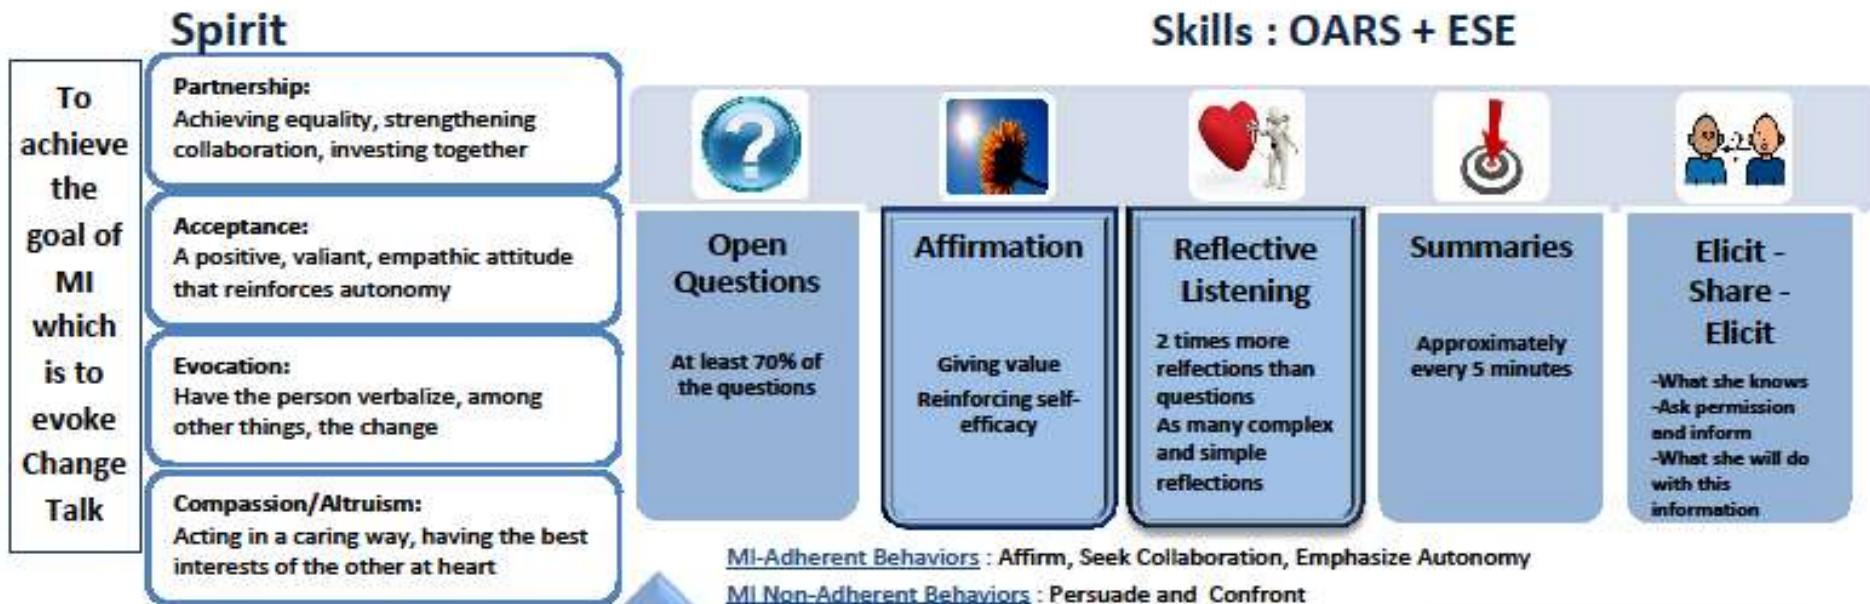 Spirit
To
achieve
the
goal of
MI
which
is to
evoke
Change
Talk
Partnership:
Achieving equality, strengthening
collaboration, investing together
Acceptance:
A positive, valiant, empathic attitude
that reinforces autonomy
Evocation:
Have the person verbalize, among
other things, the change
Compassion/Altruism:
Acting in a caring way, having the best
interests of the other at heart
Skills : OARS + ESE
Open
Questions
At least 70% of
the questions
Affirmation
Giving value
Reinforcing self-
efficacy
Reflective
Listening
2 times more
relfections than
questions
As many complex
and simple
reflections
Summaries
Approximately
every 5 minutes
Elicit -
Share -
Elicit
-What she knows
-Ask permission
and inform
-What she will do
with this
information
MI-Adherent Behaviors : Affirm, Seek Collaboration, Emphasize Autonomy
MI Non-Adherent Behaviors : Persuade and Confront